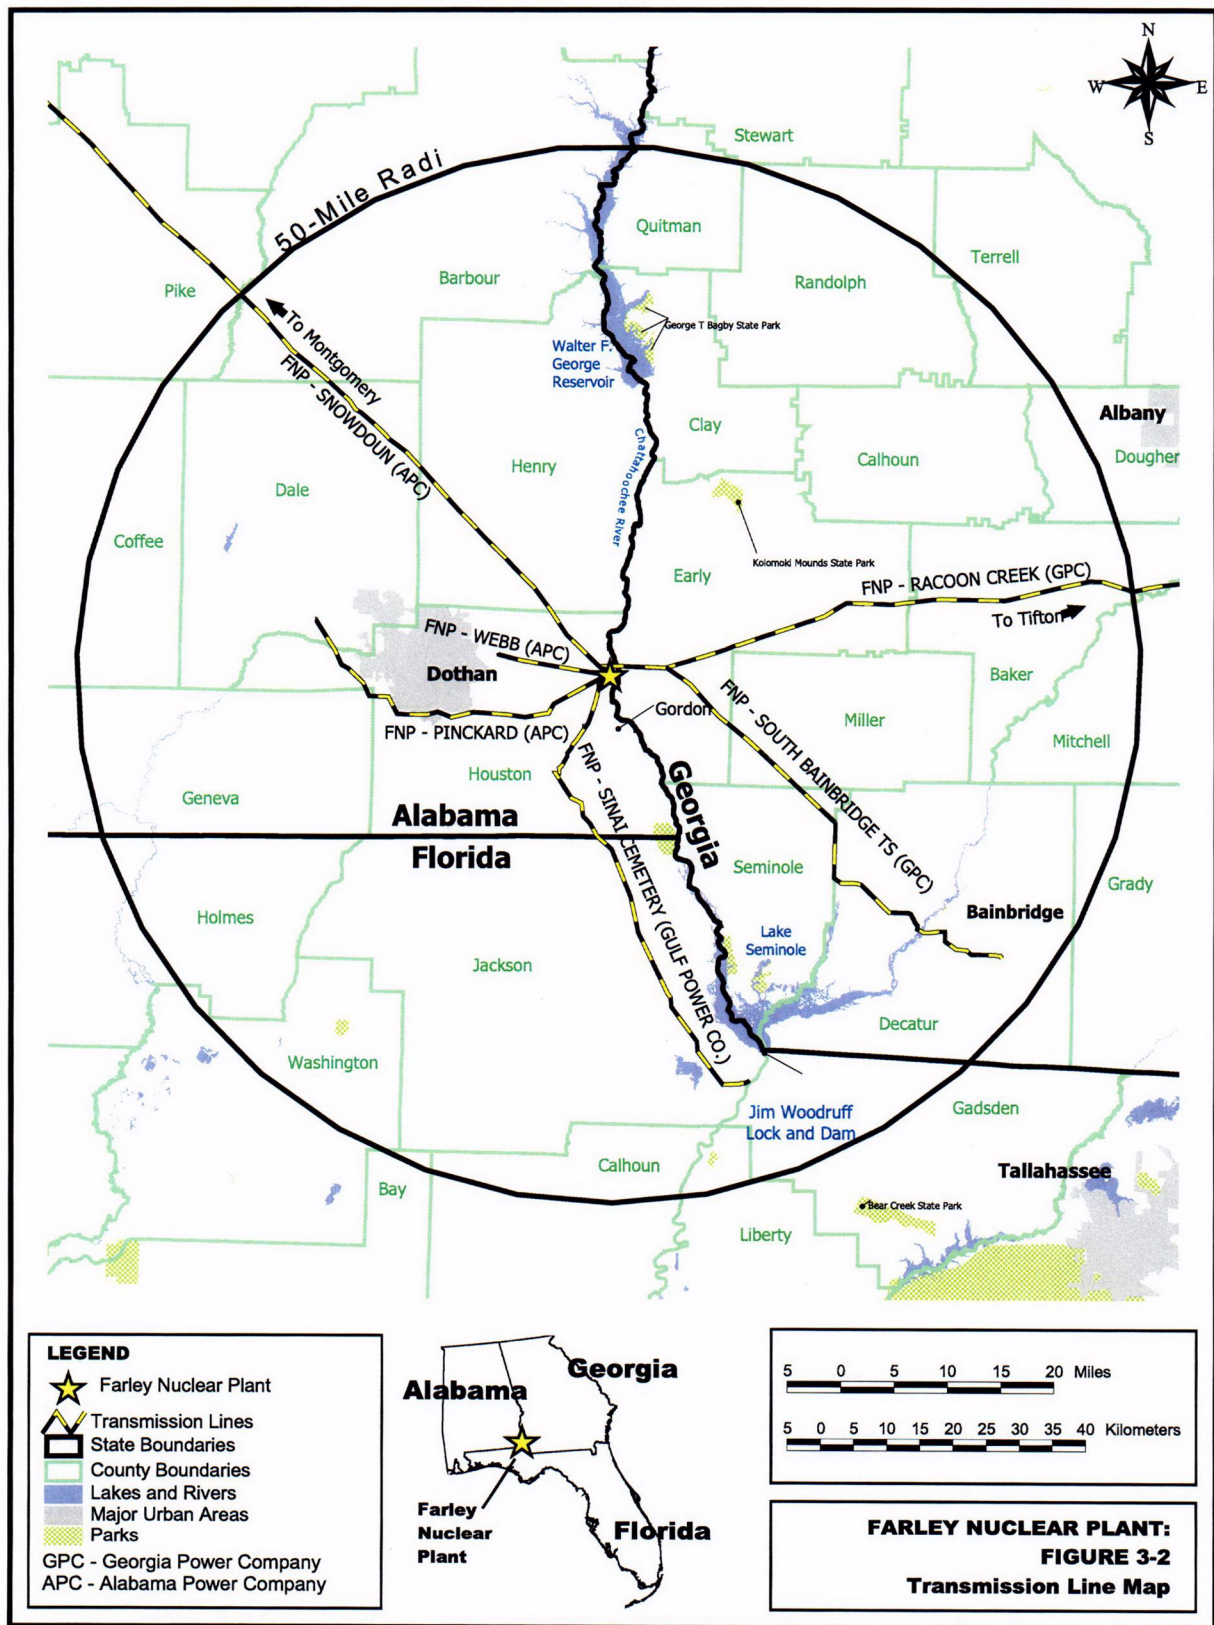 N
W E
S
Stewart
50-Mile Radi
Quitman
Terrell
Barbour
Randolph
Pike
George T Bagby State Park
To Montgomery
Walter F.
George
Reservoir
FNP - SNOWDOUN (APC)
Albany
Clay
Chattahoochee River
Dougher
Calhoun
Henry
Dale
Coffee
Kolomoki Mounds State Park
Early
FNP - RACOON CREEK (GPC)
To Tifton
FNP - WEBB (APC)
Dothan
Baker
FNP - SOUTH BAINBRIDGE TS (GPC)
Gordon
Miller
FNP - PINCKARD (APC)
Mitchell
Houston
FNP - SINAI CEMETERY (GULF POWER CO.)
Georgia
Geneva
Alabama
Florida
Seminole
Grady
Bainbridge
Holmes
Lake
Seminole
Jackson
Decatur
Washington
Jim Woodruff
Lock and Dam
Gadsden
Calhoun
Tallahassee
Bay
Bear Creek State Park
Liberty
LEGEND
Farley Nuclear Plant
Transmission Lines
State Boundaries
County Boundaries
Lakes and Rivers
Major Urban Areas
Parks
GPC - Georgia Power Company
APC - Alabama Power Company
Georgia
Alabama
Farley
Nuclear
Plant
Florida
5 0 5 10 15 20 Miles
5 0 5 10 15 20 25 30 35 40 Kilometers
FARLEY NUCLEAR PLANT:
FIGURE 3-2
Transmission Line Map